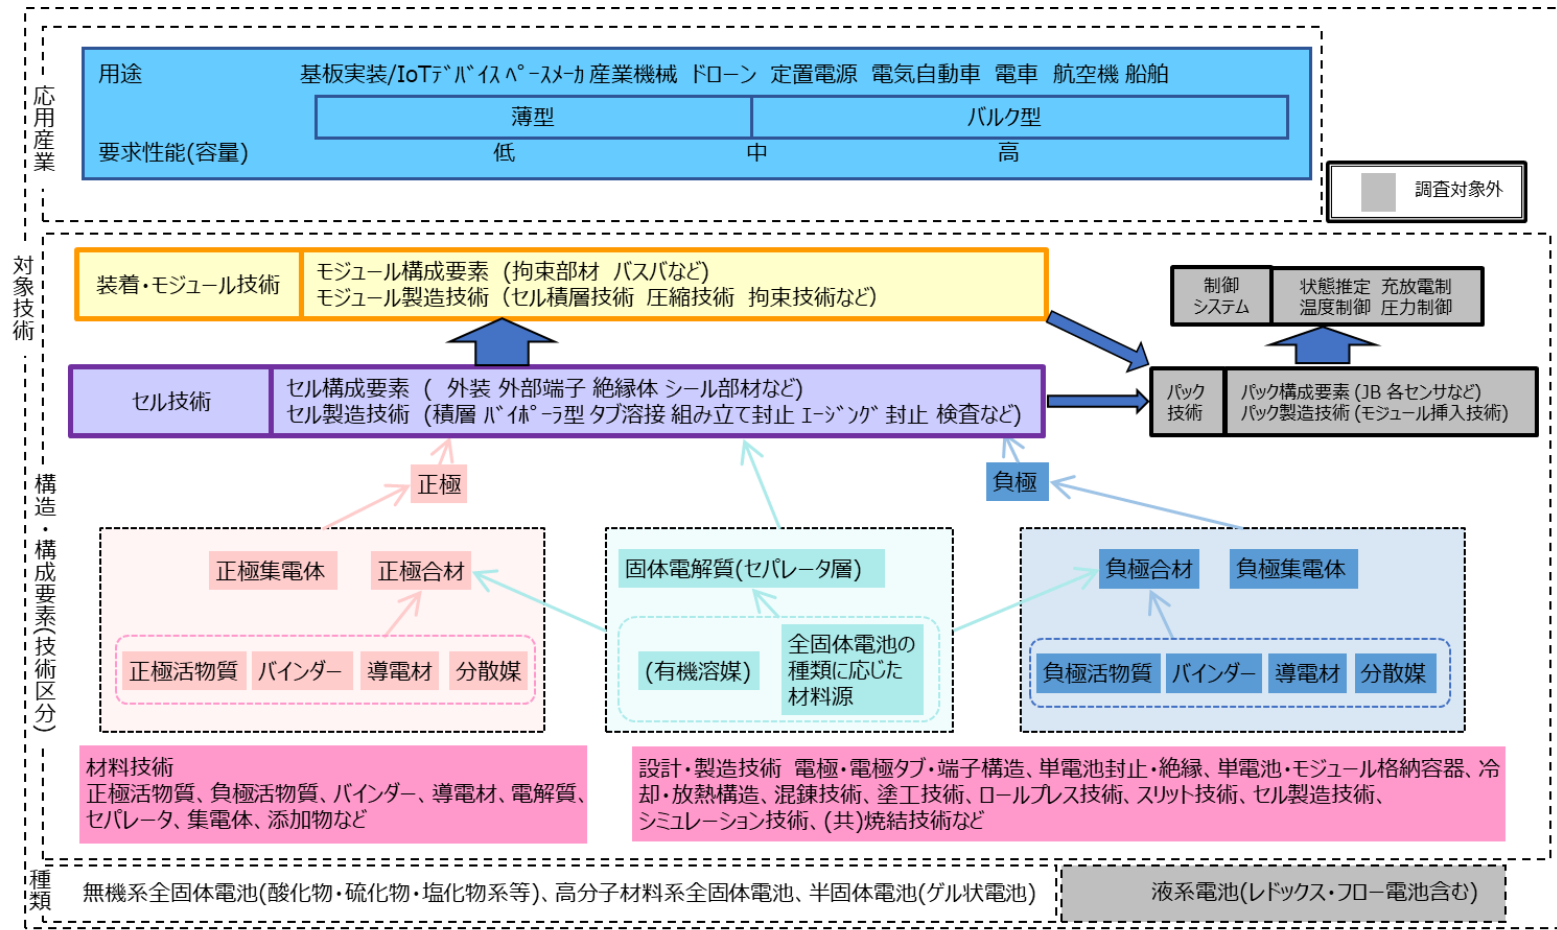 対象技術
応用産業
用途
基板実装/IoTﾃﾞﾊﾞｲｽ ﾍﾟｰｽﾒｰｶ 産業機械 ドローン 定置電源 電気自動車 電車 航空機 船舶
薄型
バルク型
要求性能(容量)
低
中
高
調査対象外
構造・構成要素(技術区分)
装着・モジュール技術
モジュール構成要素 (拘束部材 バスバなど)
モジュール製造技術 (セル積層技術 圧縮技術 拘束技術など)
制御
システム
状態推定 充放電制
温度制御 圧力制御
セル技術
セル構成要素 ( 外装 外部端子 絶縁体 シール部材など)
セル製造技術 (積層 ﾊﾞｲﾎﾟｰﾗ型 タブ溶接 組み立て封止 ｴｰｼﾞﾝｸﾞ 封止 検査など)
パック
技術
パック構成要素 (JB 各センサなど)
パック製造技術 (モジュール挿入技術)
正極
負極
正極集電体
正極合材
固体電解質(セパレータ層)
負極合材
負極集電体
正極活物質
バインダー
導電材
分散媒
(有機溶媒)
全固体電池の
種類に応じた
材料源
負極活物質
バインダー
導電材
分散媒
材料技術
正極活物質、負極活物質、バインダー、導電材、電解質、
セパレータ、集電体、添加物など
設計・製造技術 電極・電極タブ・端子構造、単電池封止・絶縁、単電池・モジュール格納容器、冷
却・放熱構造、混錬技術、塗工技術、ロールプレス技術、スリット技術、セル製造技術、
シミュレーション技術、(共)焼結技術など
種類
無機系全固体電池(酸化物・硫化物・塩化物系等)、高分子材料系全固体電池、半固体電池(ゲル状電池)
液系電池(レドックス・フロー電池含む)